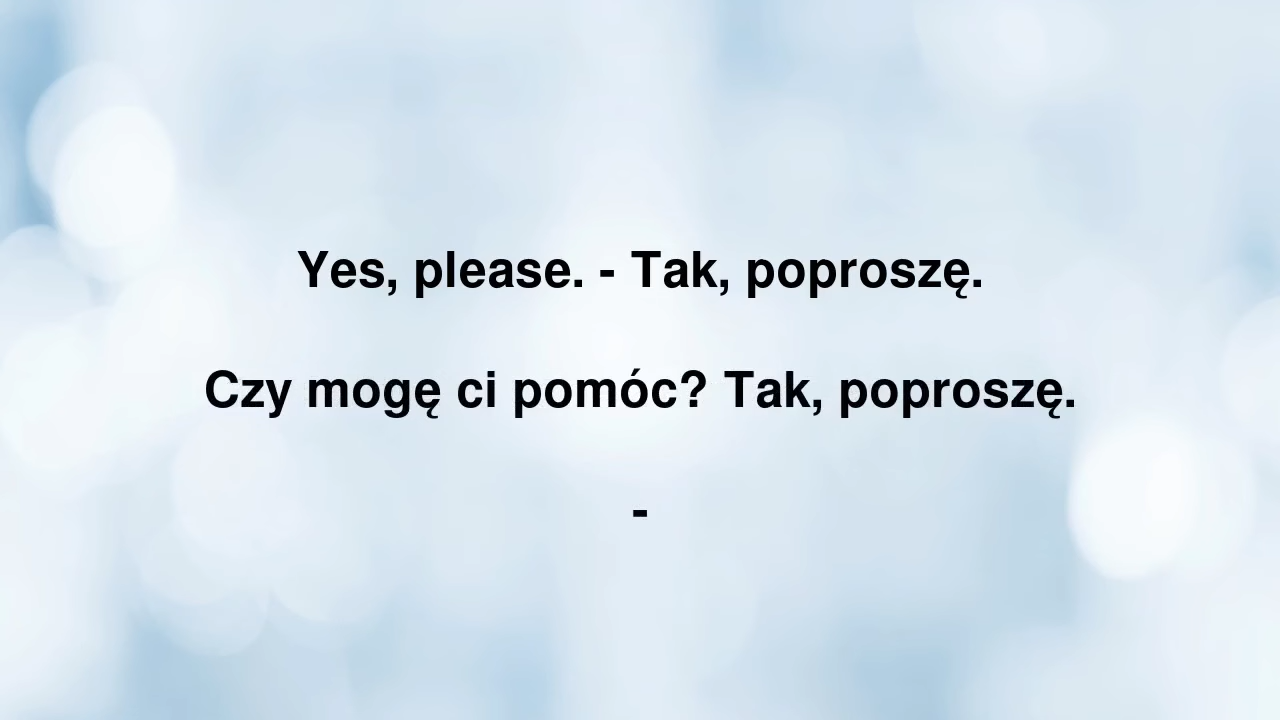 Yes, please. - Tak, poproszę.
Czy mogę ci pomóc? Tak, poproszę.
-